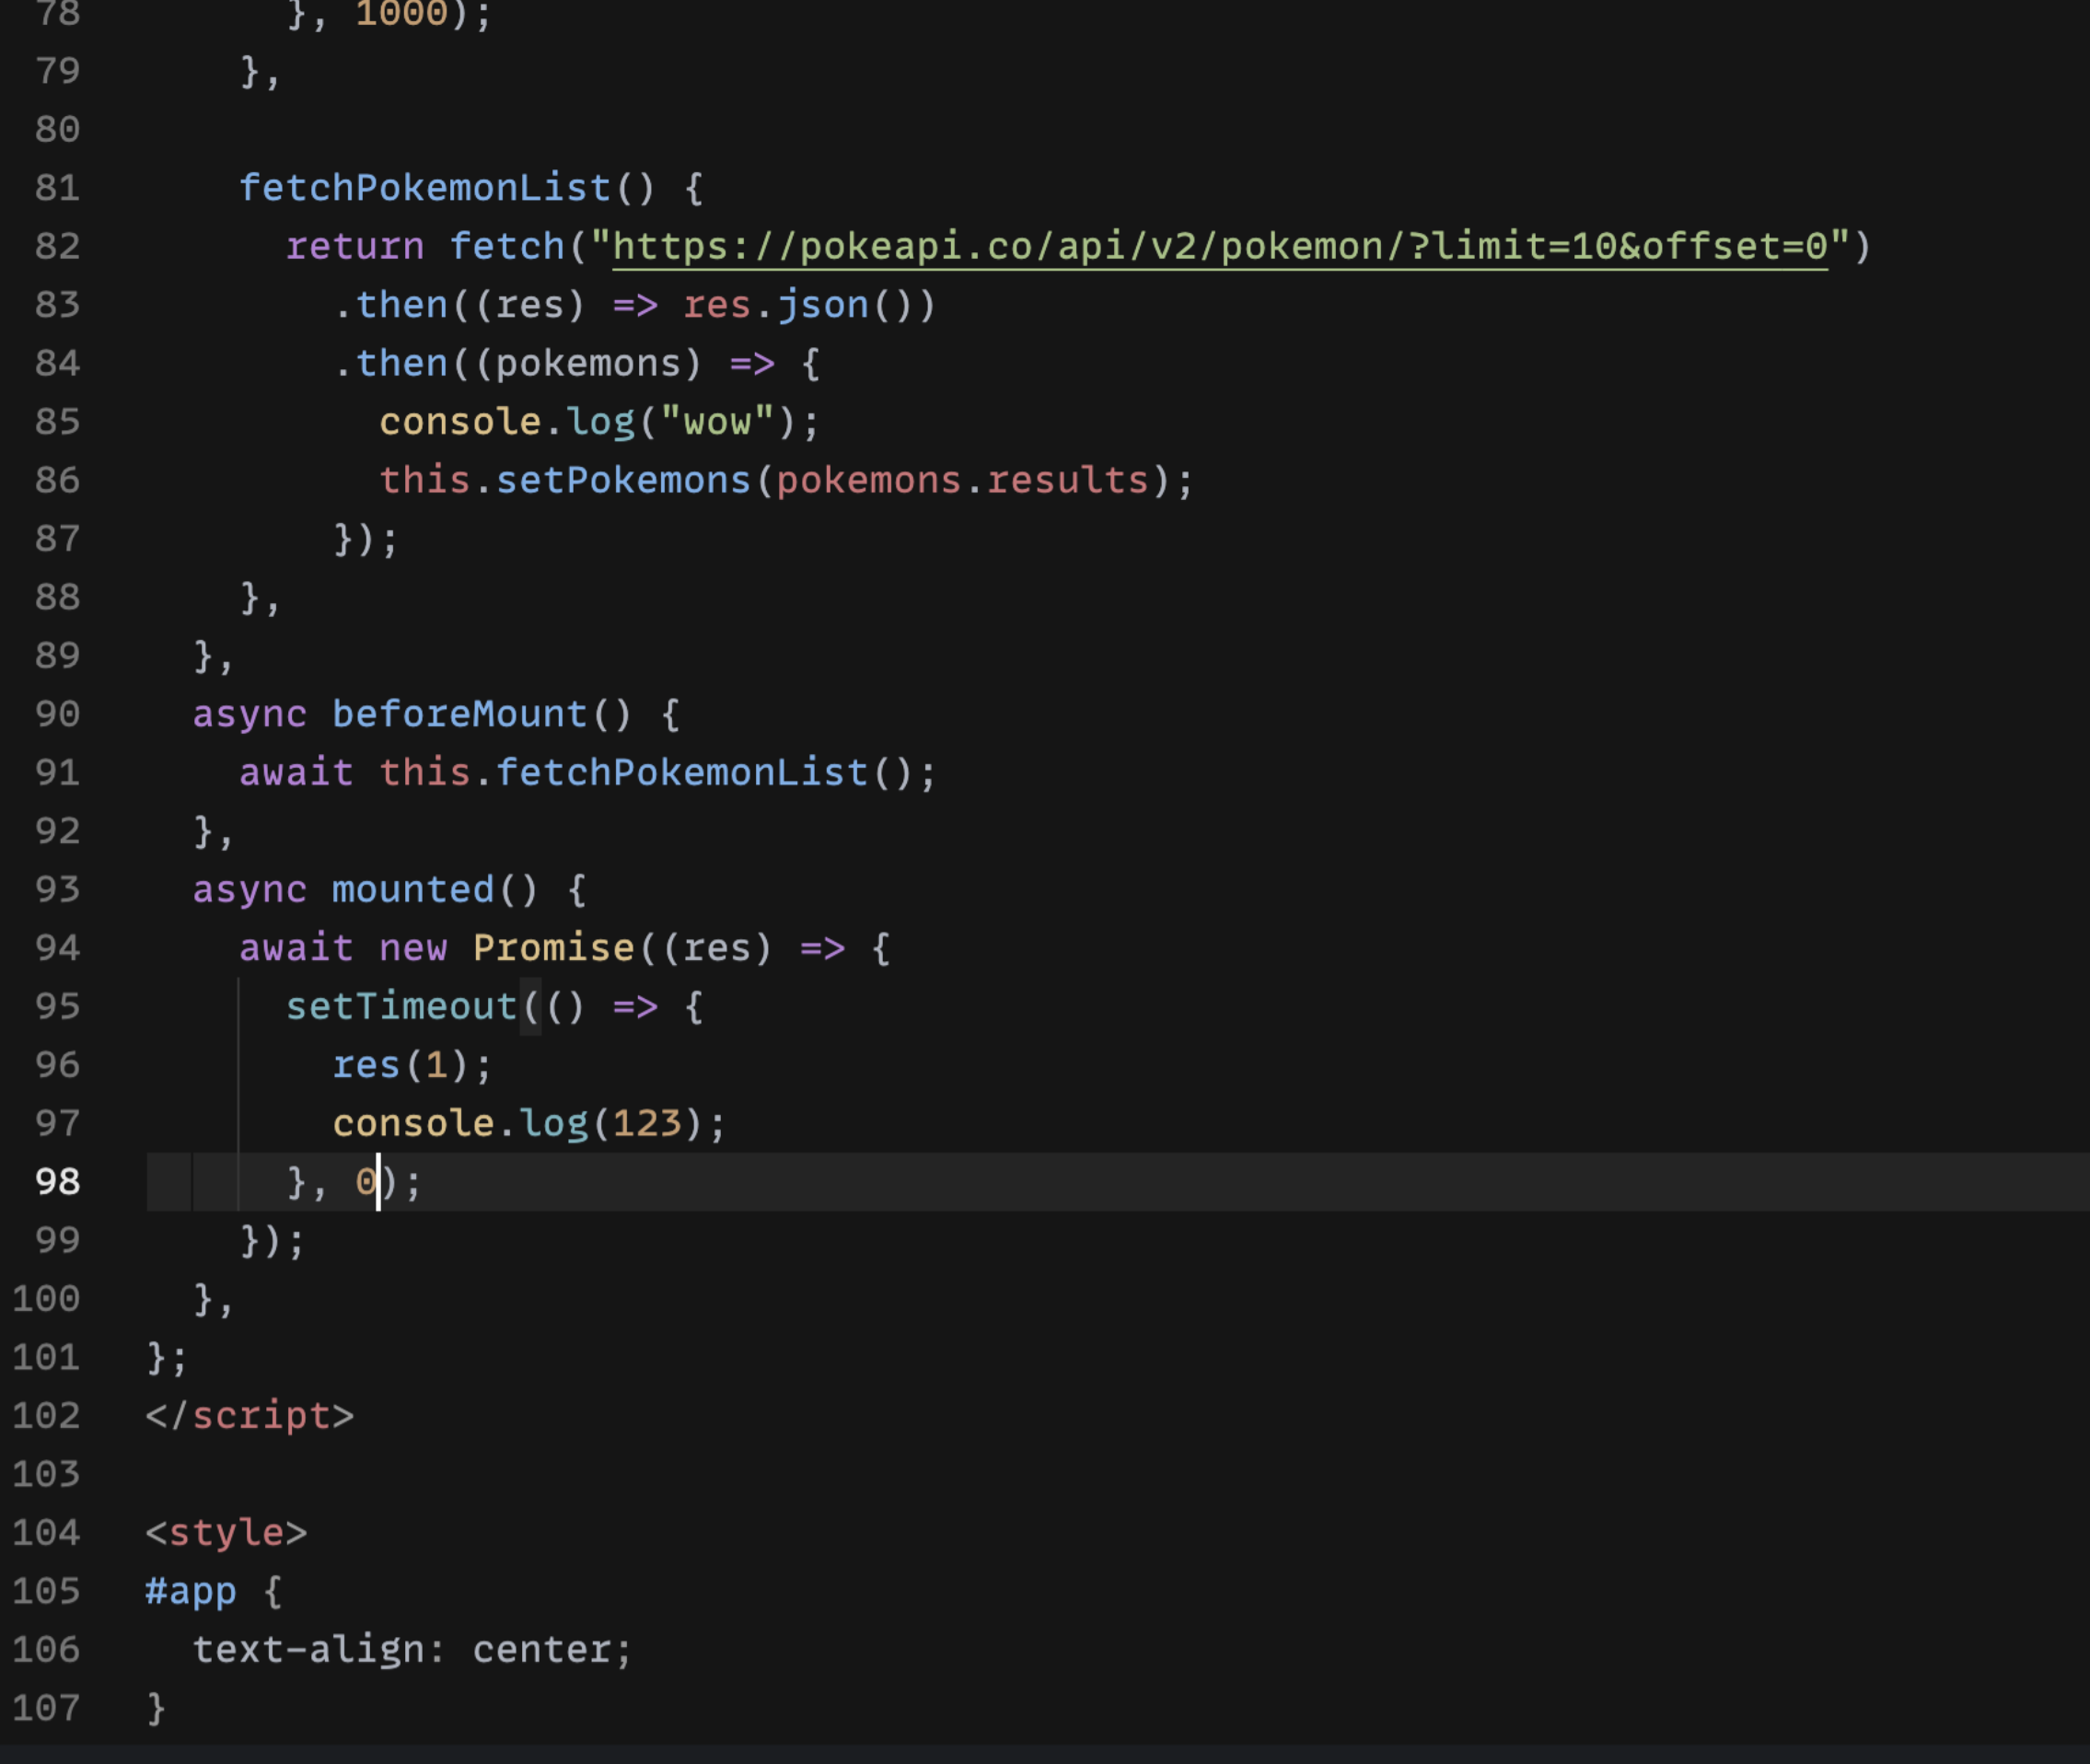 78 }, 1000);
79 },
80
81 fetchPokemonList() {
82 return fetch("https://pokeapi.co/api/v2/pokemon/?limit=10&offset=0")
83 .then((res) => res.json())
84 .then((pokemons) => {
85 console.log("wow");
86 this.setPokemons(pokemons.results);
87 });
88 },
89 },
90 async beforeMount() {
91 await this.fetchPokemonList();
92 },
93 async mounted() {
94 await new Promise((res) => {
95 setTimeout(() => {
96 res(1);
97 console.log(123);
98 }, 0);
99 });
100 },
101 };
102 </script>
103
104 <style>
105 #app {
106 text-align: center;
107 }